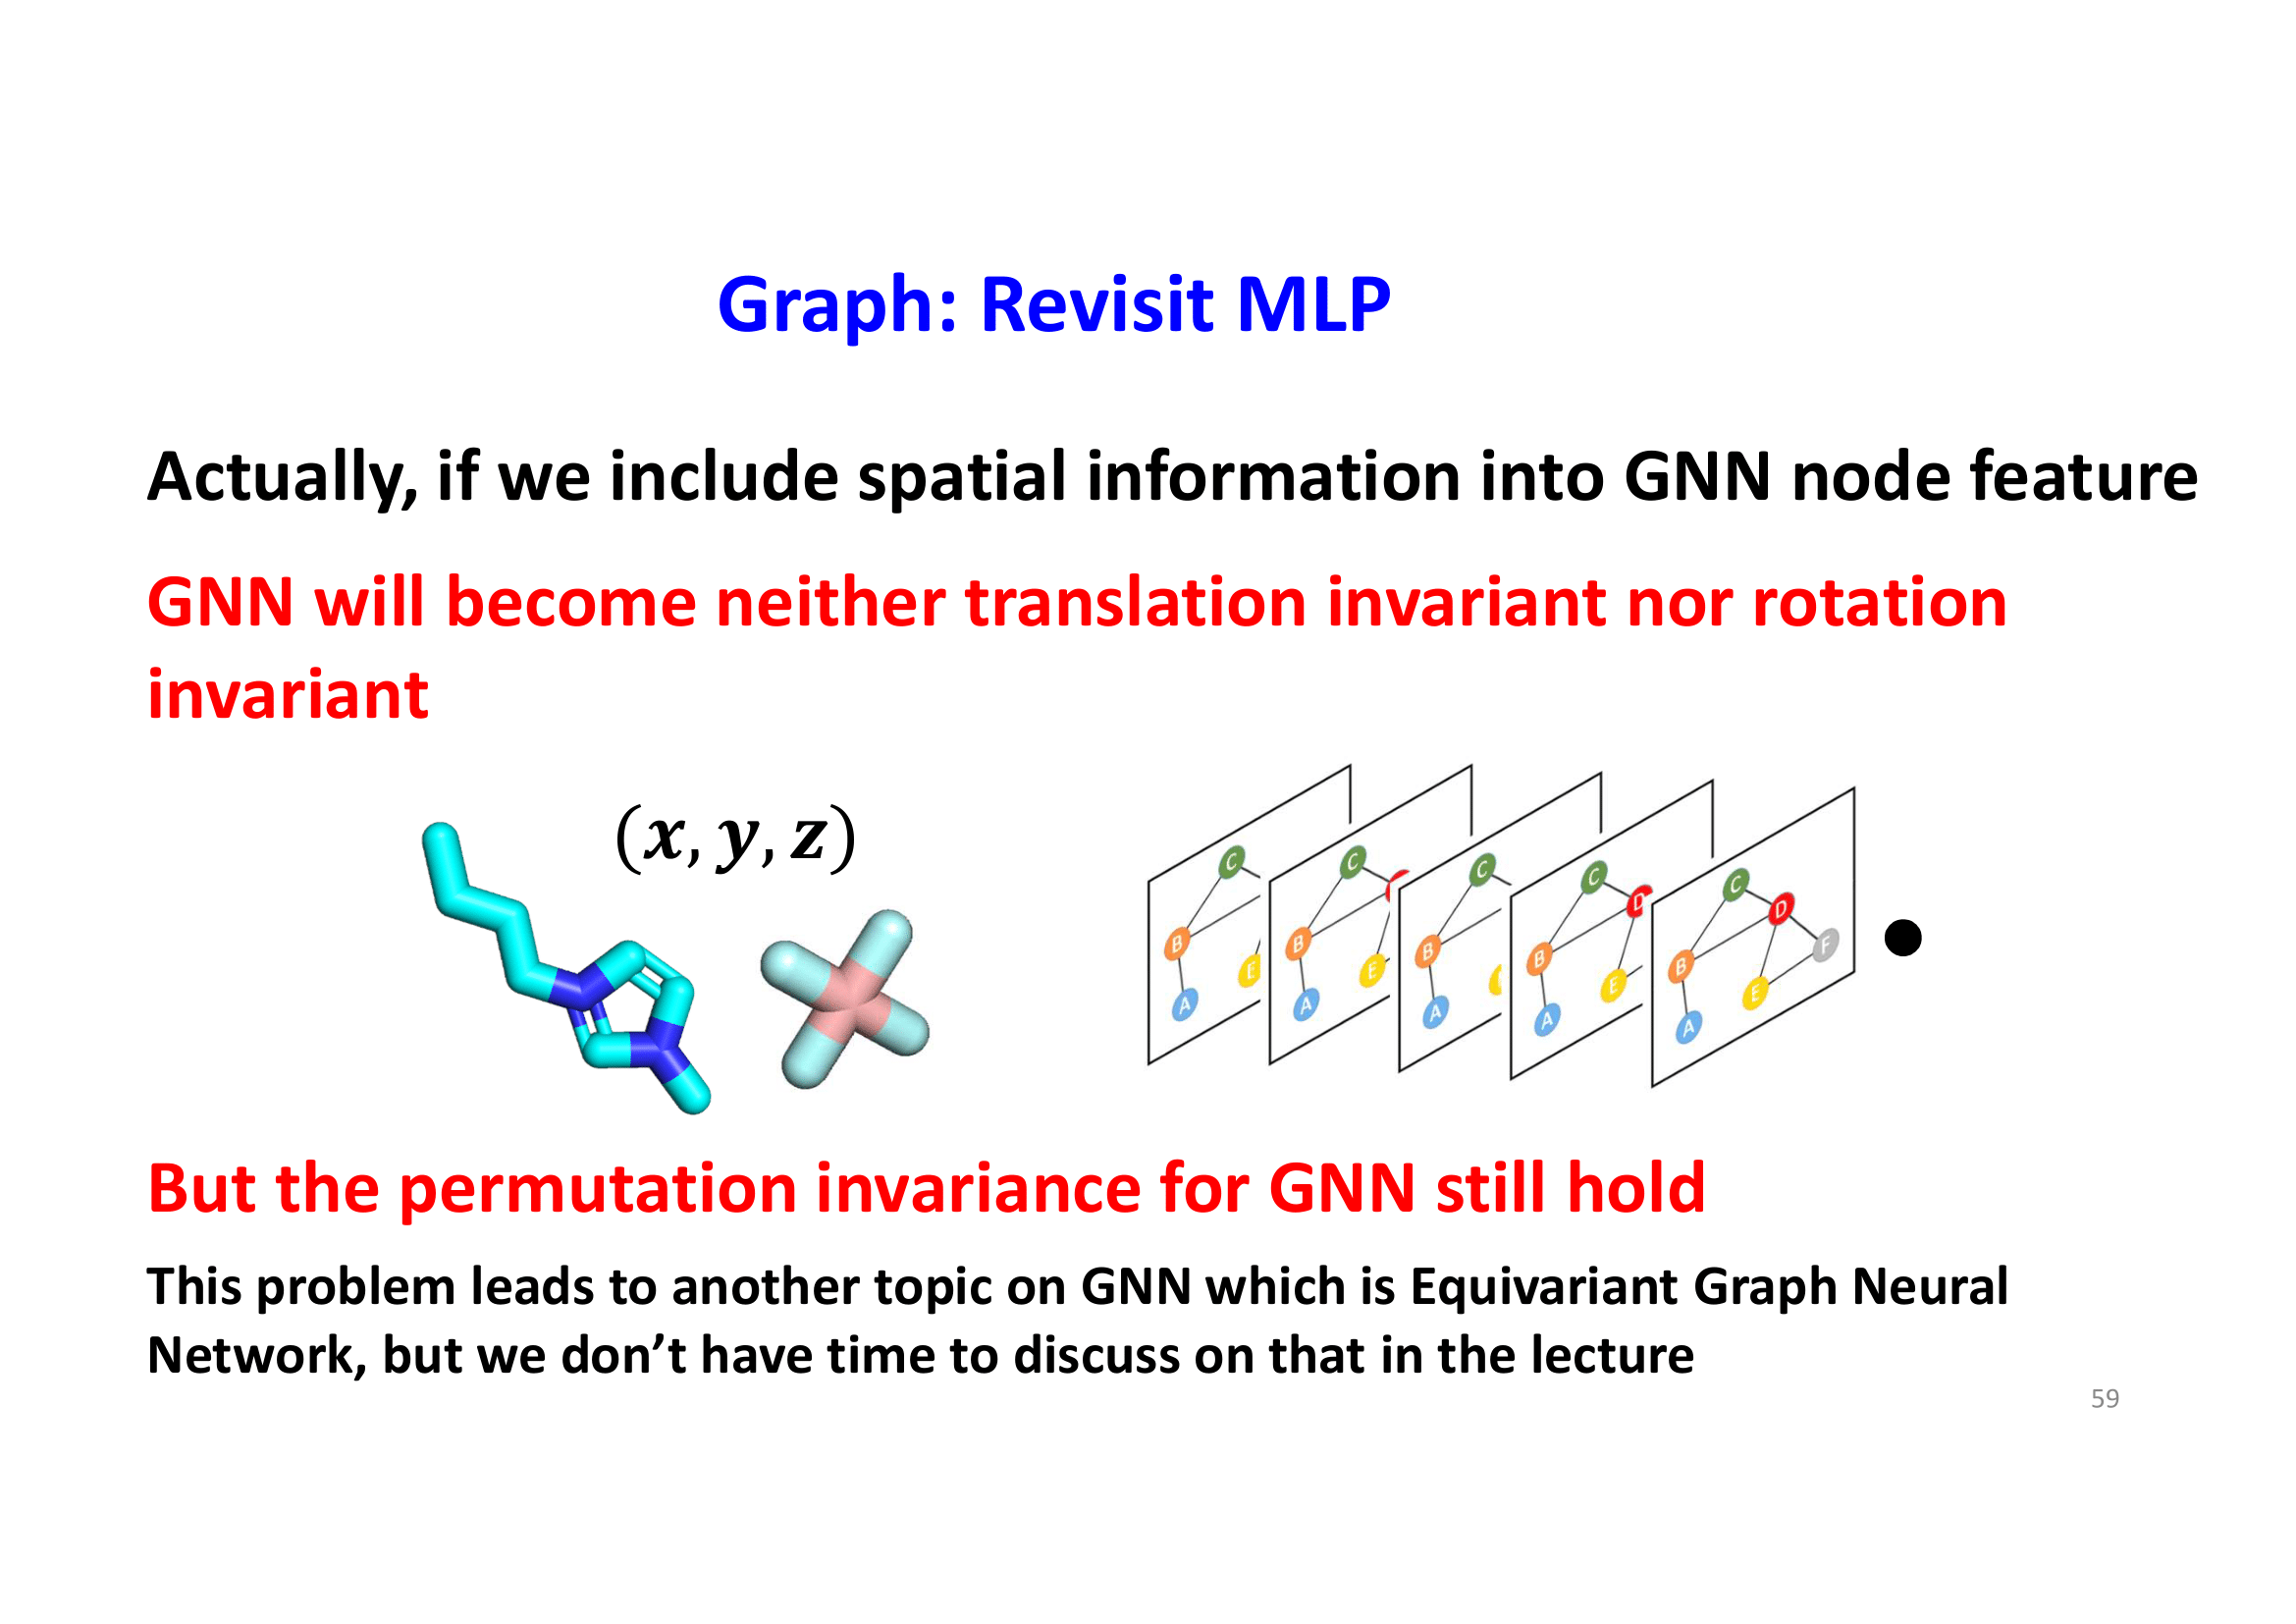 Graph: Revisit MLP
Actually, if we include spatial information into GNN node feature
GNN will become neither translation invariant nor rotation
invariant
(x, y, z)
C C C C C
D D
B B B B B F
E E E E
A A A A A
But the permutation invariance for GNN still hold
This problem leads to another topic on GNN which is Equivariant Graph Neural
Network, but we don’t have time to discuss on that in the lecture
59